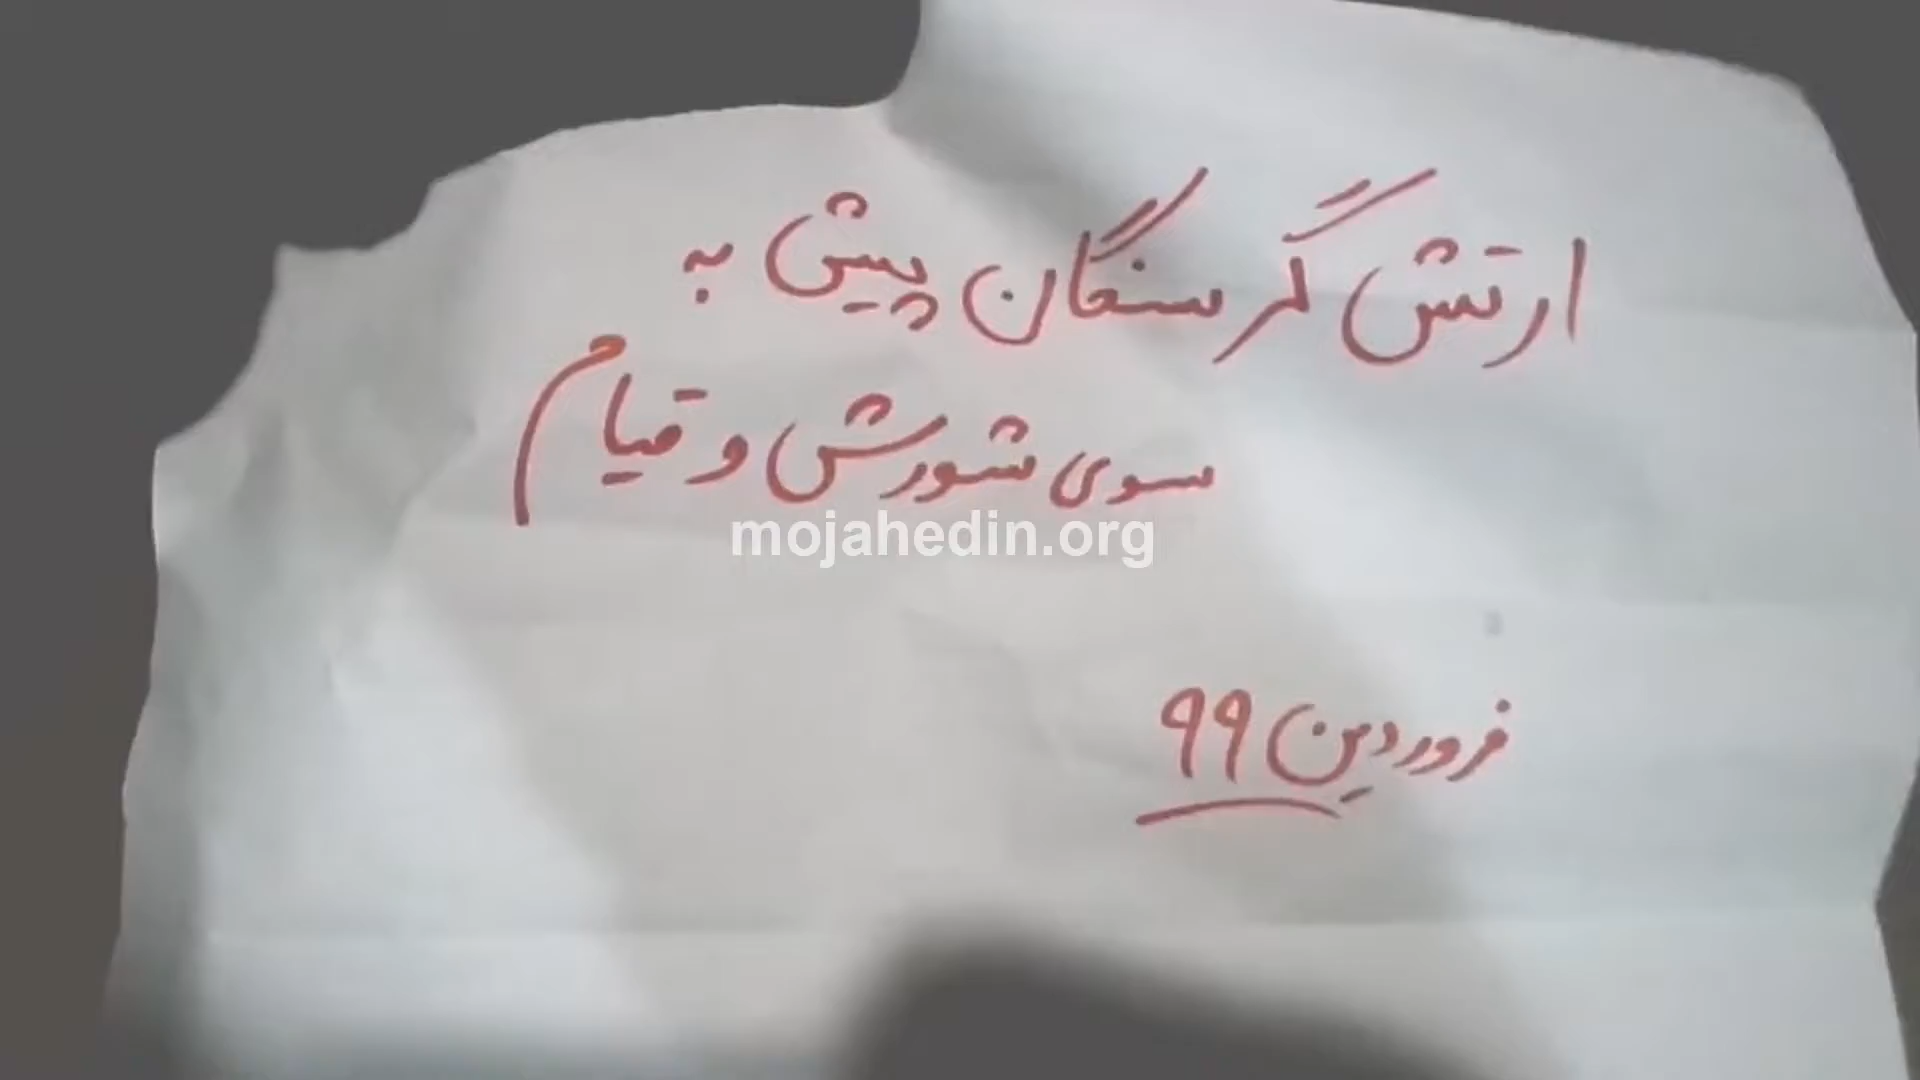 ارتش گرسنگان پیش به
سوی شورش و قیام
mojahedin.org
فروردین ۹۹